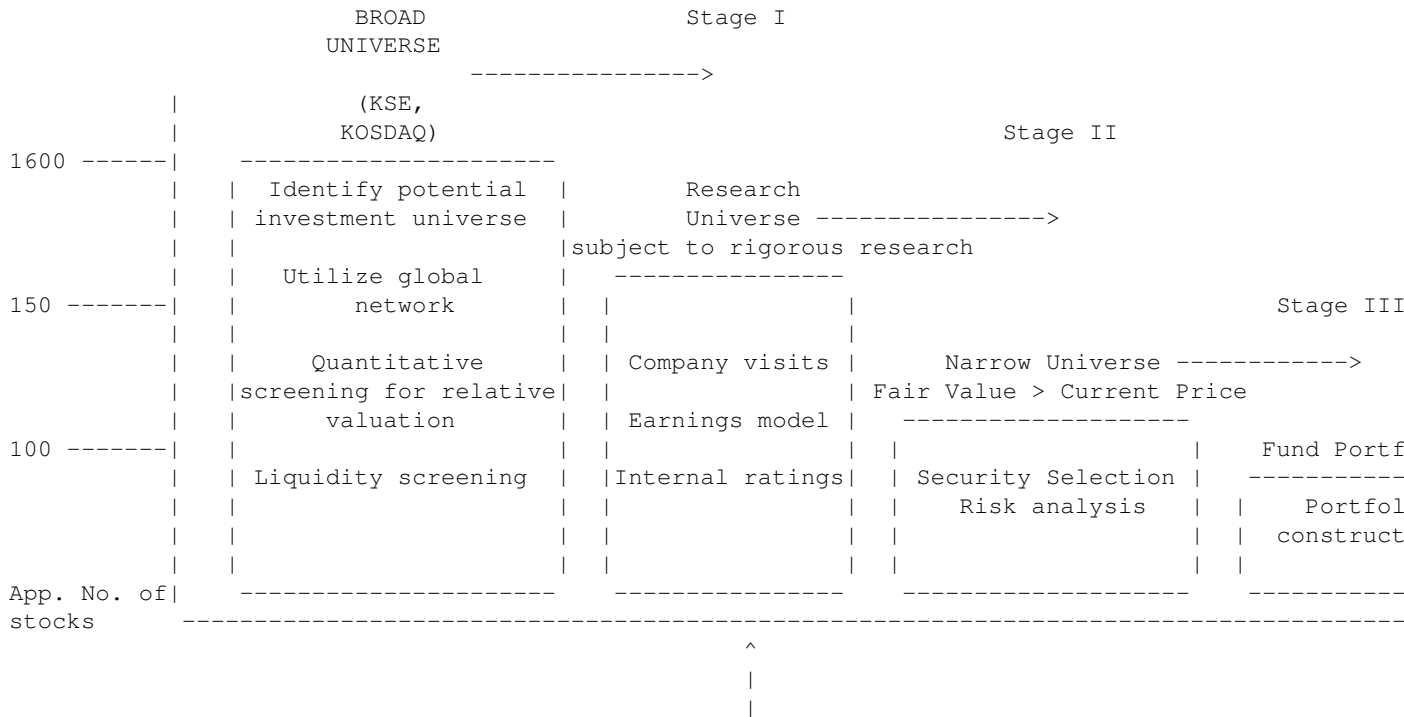 BROAD Stage I
UNIVERSE
---------------->
| (KSE,
| KOSDAQ) Stage II
1600 ------| ----------------------
| | Identify potential | Research
| | investment universe | Universe ---------------->
| | |subject to rigorous research
| | Utilize global | ----------------
150 -------| | network | | | Stage III
| | | | |
| | Quantitative | | Company visits | Narrow Universe ------------>
| |screening for relative| | | Fair Value > Current Price
| | valuation | | Earnings model | --------------------
100 -------| | | | | | | Fund Portf
| | Liquidity screening | |Internal ratings| | Security Selection | -----------
| | | | | | Risk analysis | | Portfol
| | | | | | | | construct
| | | | | | | |
App. No. of| ---------------------- ---------------- -------------------- -----------
stocks -------------------------------------------------------------------------------------
^
|
|